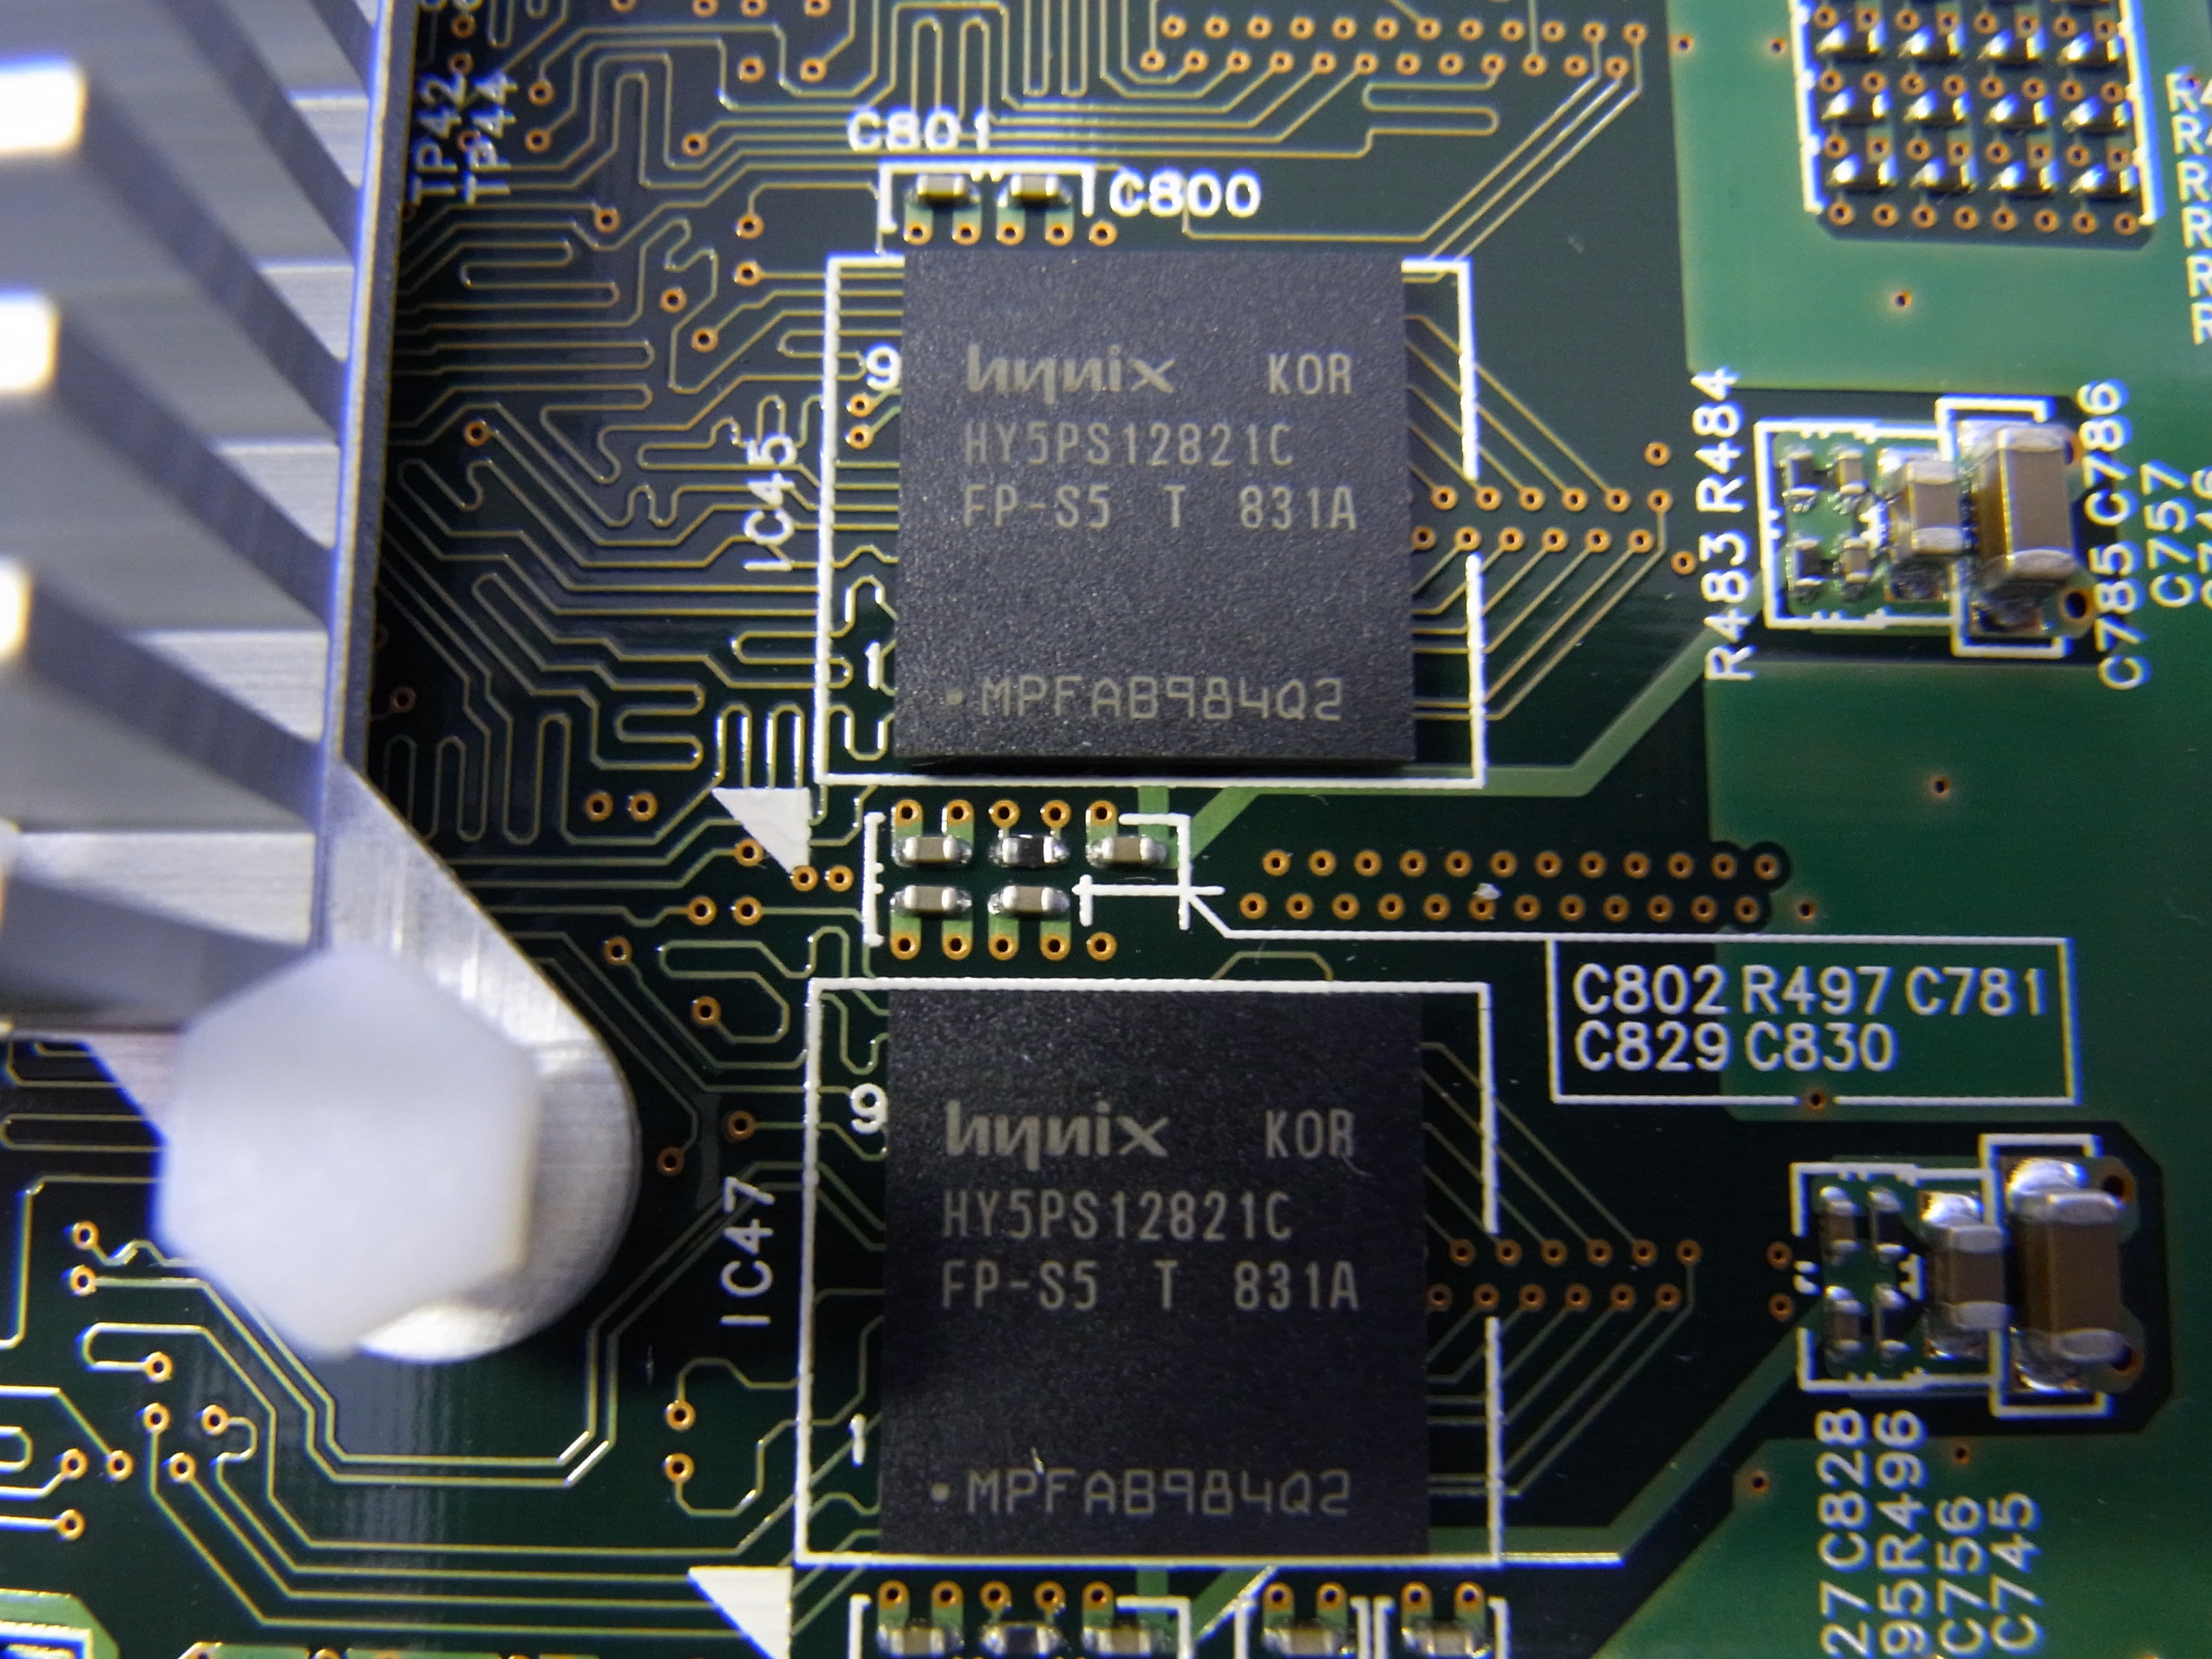 TP42
TP44
C801
C800
9
hynix KOR
HY5PS12821C
FP-S5 T 831A
MPFAB984Q2
IC45
1
R483 R484
C785 C786
C757
C802 R497 C781
C829 C830
9
hynix KOR
HY5PS12821C
FP-S5 T 831A
MPFAB984Q2
IC47
1
27 C828
95 R496
C756
C745